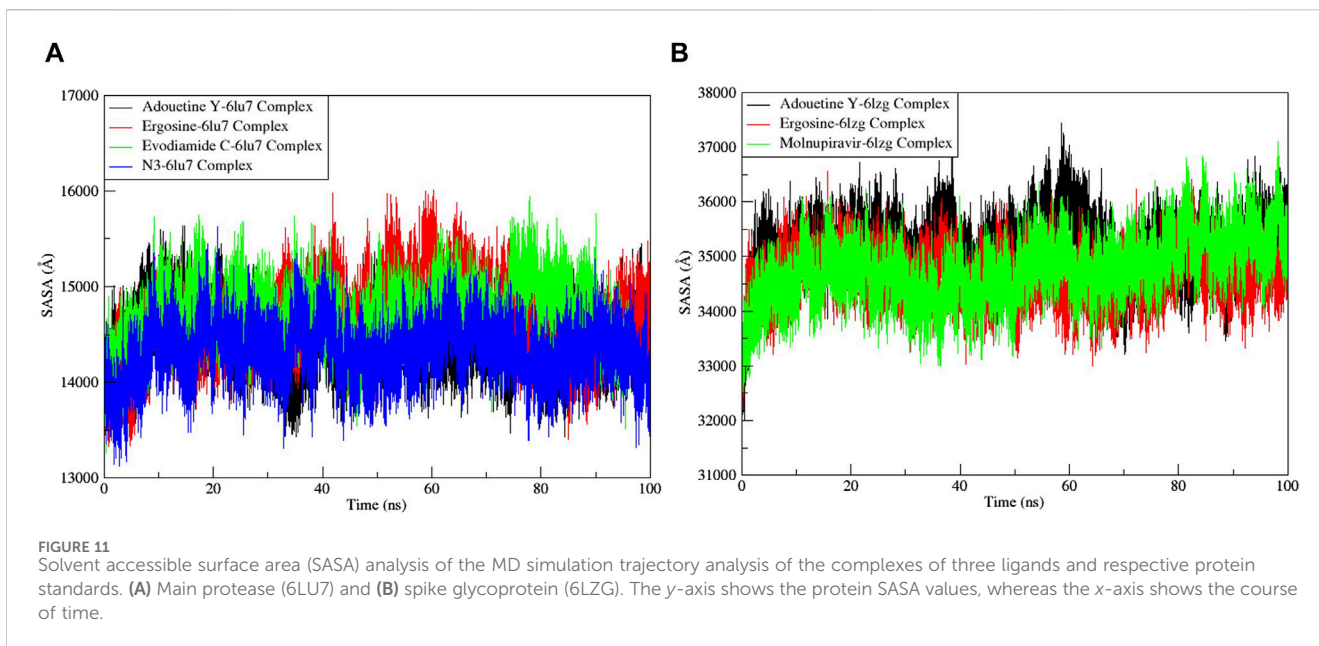 A
17000
16000
15000
14000
13000
SASA (Å)
Adouetine Y-6lu7 Complex
Ergosine-6lu7 Complex
Evodiamide C-6lu7 Complex
N3-6lu7 Complex
0 20 40 60 80 100
Time (ns)
B
38000
37000
36000
35000
34000
33000
32000
31000
SASA (Å)
Adouetine Y-6lzg Complex
Ergosine-6lzg Complex
Molnupiravir-6lzg Complex
0 20 40 60 80 100
Time (ns)
FIGURE 11
Solvent accessible surface area (SASA) analysis of the MD simulation trajectory analysis of the complexes of three ligands and respective protein
standards. (A) Main protease (6LU7) and (B) spike glycoprotein (6LZG). The y-axis shows the protein SASA values, whereas the x-axis shows the course
of time.